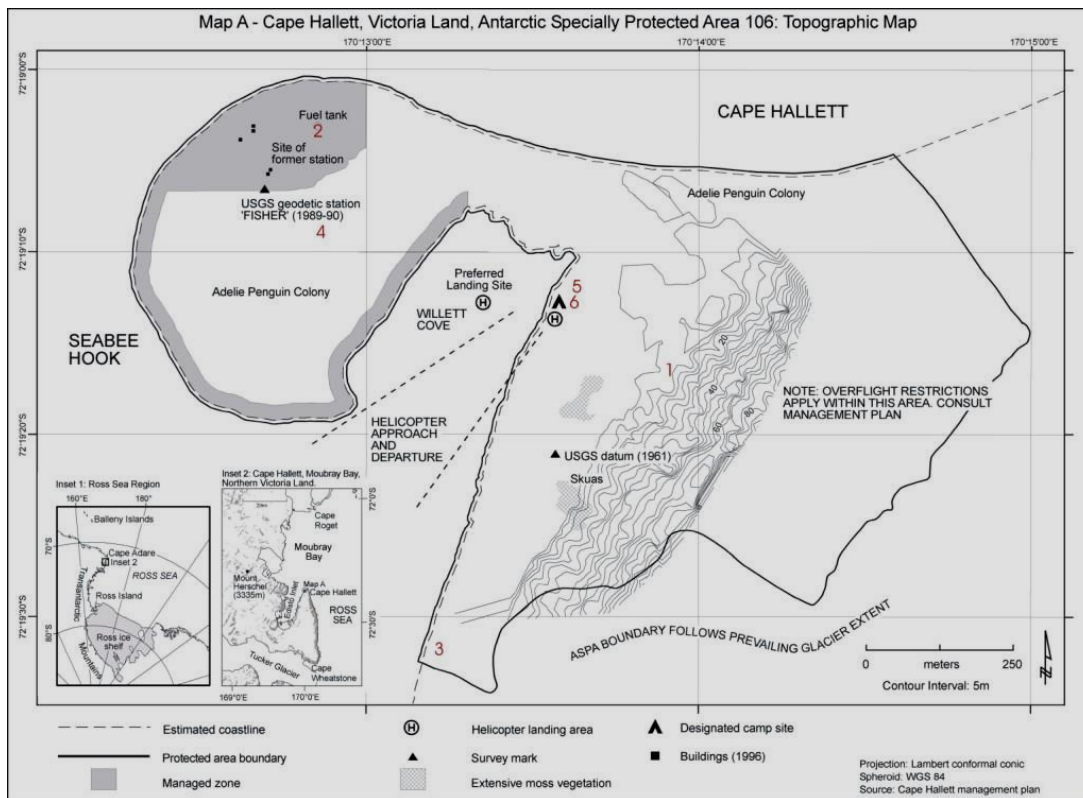 Map A - Cape Hallett, Victoria Land, Antarctic Specially Protected Area 106: Topographic Map
170°13'00"E
170°14'00"E
170°15'00"E
72°19'00"S
72°19'10"S
72°19'20"S
72°19'30"S
CAPE HALLETT
Fuel tank
2
Site of
former station
USGS geodetic station
'FISHER' (1989-90)
4
Adelie Penguin Colony
Adelie Penguin Colony
Preferred
Landing Site
H
WILLETT
COVE
5
6
H
SEABEE
HOOK
1
20
40
60
80
NOTE: OVERFLIGHT RESTRICTIONS
APPLY WITHIN THIS AREA. CONSULT
MANAGEMENT PLAN
HELICOPTER
APPROACH
AND
DEPARTURE
USGS datum (1961)
Skuas
3
ASPA BOUNDARY FOLLOWS PREVAILING GLACIER EXTENT
Inset 1: Ross Sea Region
160°E
180°
Balleny Islands
70°S
Cape Adare
Inset 2
ROSS SEA
Transantarctic
Mountains
Ross Island
80°S
Ross ice
shelf
Inset 2: Cape Hallett, Moubray Bay,
Northern Victoria Land.
72°0'S
Cape
Roget
Moubray
Bay
Mount
Herschel
(3335m)
Edisto Inlet
Map A
Cape Hallett
ROSS
SEA
72°30'S
Tucker Glacier
Cape
Wheatstone
169°0'E
170°0'E
0
125
250
meters
Contour Interval: 5m
N
Estimated coastline
Protected area boundary
Managed zone
H
Helicopter landing area
Survey mark
Extensive moss vegetation
Designated camp site
Buildings (1996)
Projection: Lambert conformal conic
Spheroid: WGS 84
Source: Cape Hallett management plan